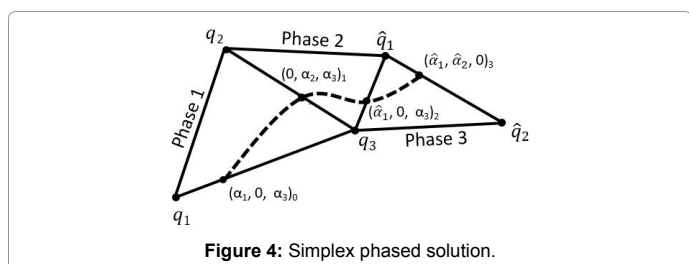 q₂
Phase 2
q̂₁
(α̂₁, α̂₂, 0)₃
(0, α₂, α₃)₁
Phase 1
(α̂₁, 0, α₃)₂
q̂₂
q₃
Phase 3
(α₁, 0, α₃)₀
q₁
Figure 4: Simplex phased solution.